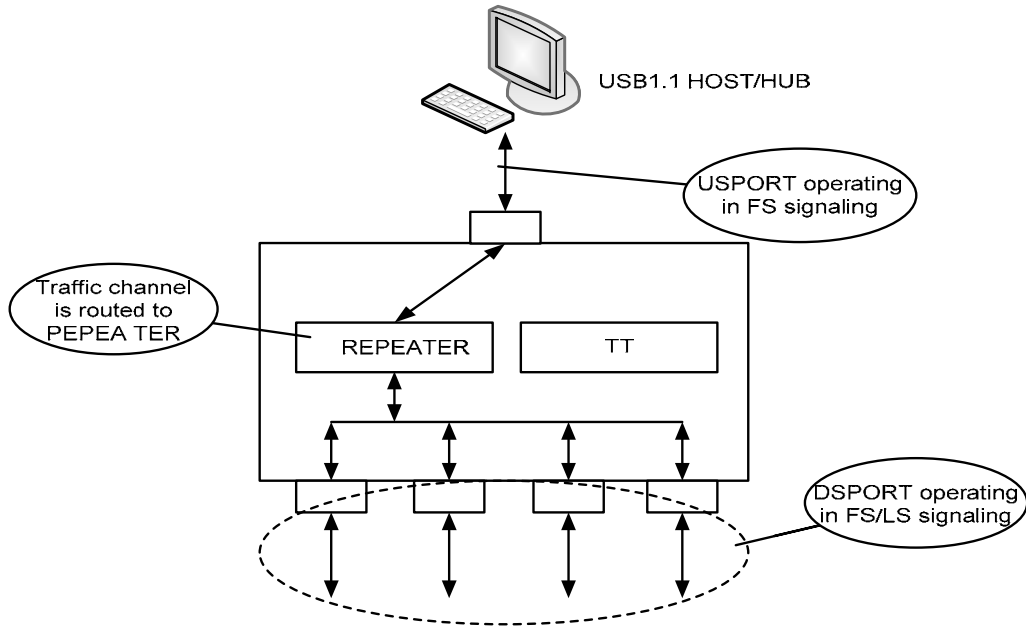 USB1.1 HOST/HUB
USPORT operating
in FS signaling
Traffic channel
is routed to
PEPEA TER
REPEATER
TT
DSPORT operating
in FS/LS signaling